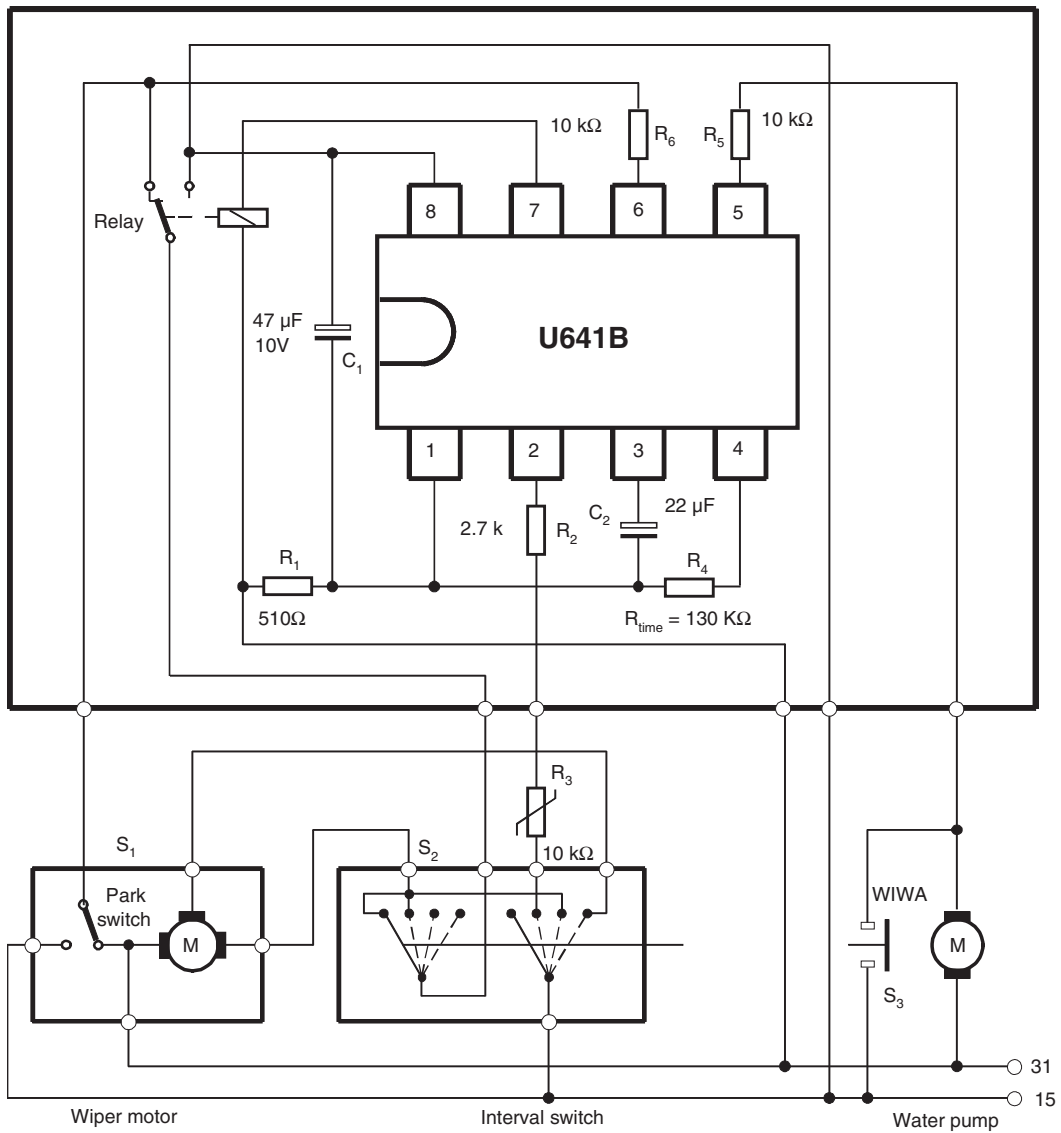 10 kΩ
R6
R5
10 kΩ
8
7
6
5
Relay
47 μF
10V
C1
U641B
1
2
3
4
2.7 k
R2
C2
22 μF
R1
510Ω
R4
Rtime = 130 KΩ
R3
10 kΩ
S1
Park
switch
M
S2
WIWA
M
S3
31
15
Wiper motor
Interval switch
Water pump